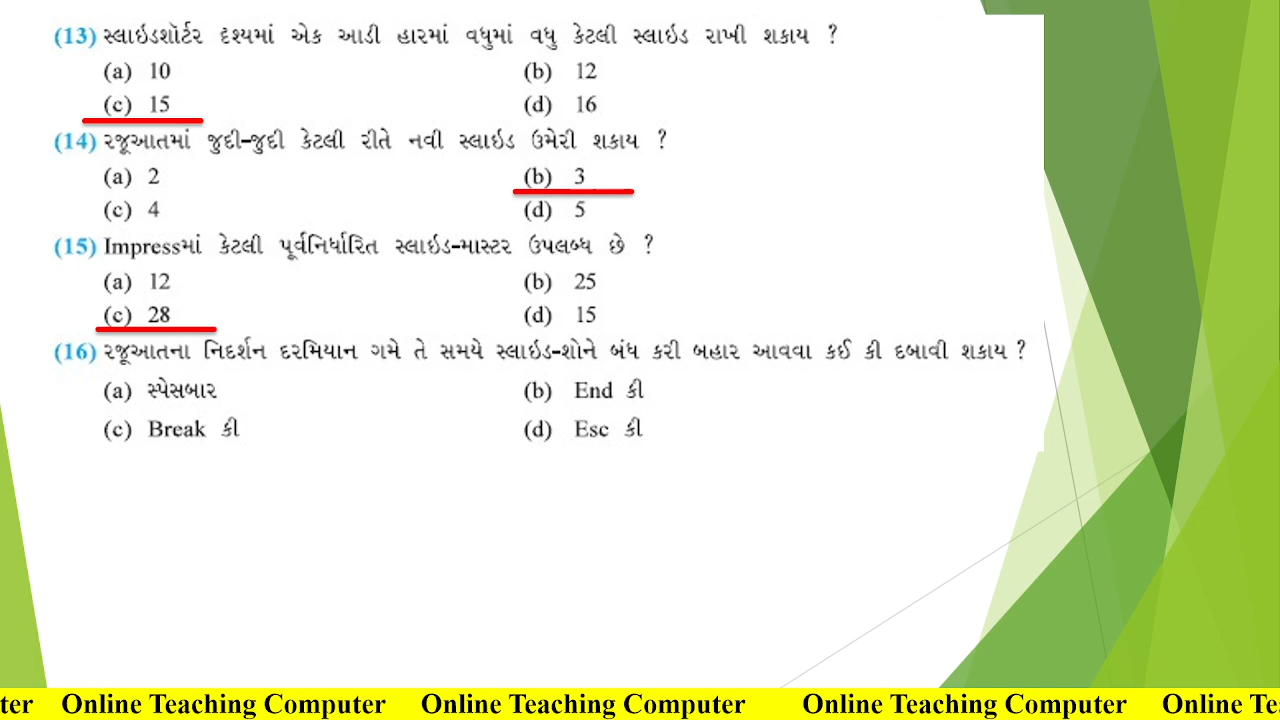 (13) સ્લાઇડશૉર્ટર દૃશ્યમાં એક આડી હારમાં વધુમાં વધુ કેટલી સ્લાઇડ રાખી શકાય ?
(a) 10 (b) 12
(c) 15 (d) 16
(14) રજૂઆતમાં જુદી-જુદી કેટલી રીતે નવી સ્લાઇડ ઉમેરી શકાય ?
(a) 2 (b) 3
(c) 4 (d) 5
(15) Impressમાં કેટલી પૂર્વનિર્ધારિત સ્લાઇડ-માસ્ટર ઉપલબ્ધ છે ?
(a) 12 (b) 25
(c) 28 (d) 15
(16) રજૂઆતના નિદર્શન દરમિયાન ગમે તે સમયે સ્લાઇડ-શોને બંધ કરી બહાર આવવા કઈ કી દબાવી શકાય ?
(a) સ્પેસબાર (b) End કી
(c) Break કી (d) Esc કી
ter Online Teaching Computer Online Teaching Computer Online Teaching Computer Online Te